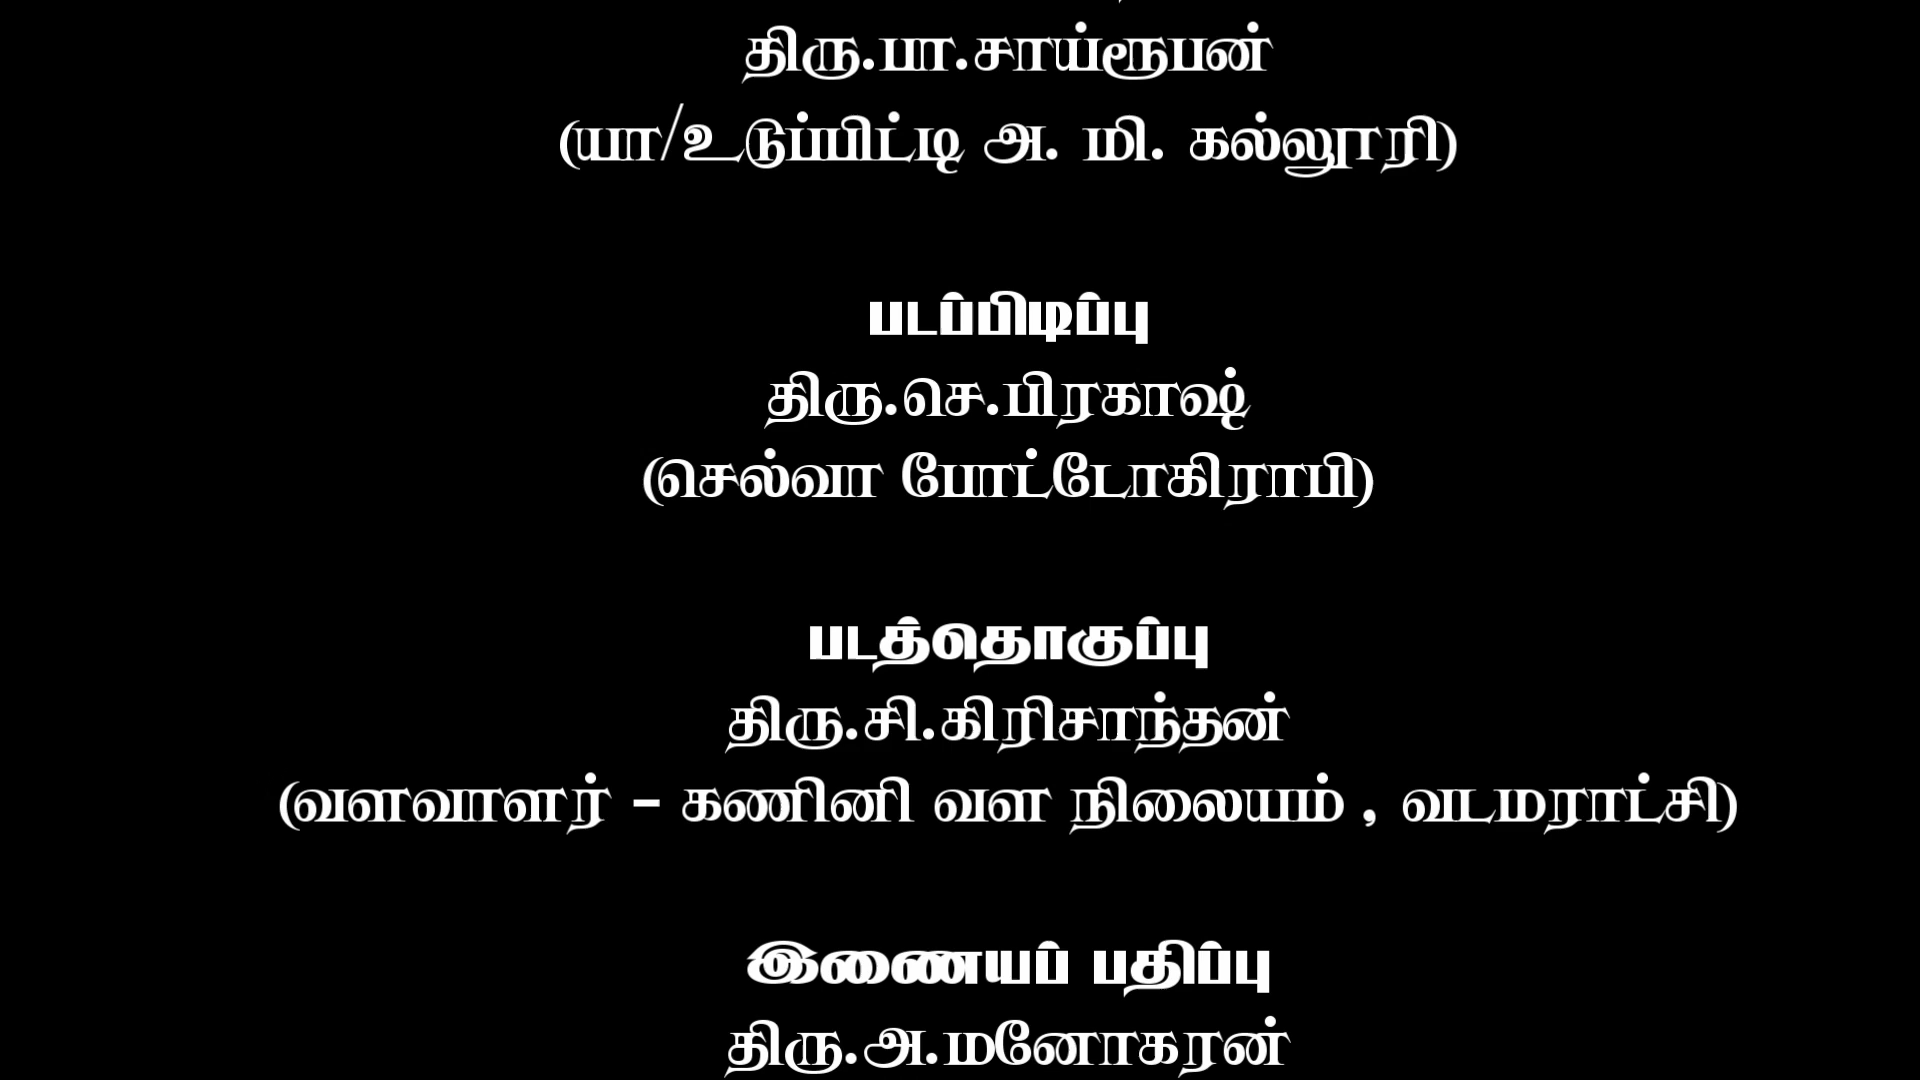 திரு.பா.சாய்ரூபன்
(யா/உடுப்பிட்டி அ. மி. கல்லூரி)
படப்பிடிப்பு
திரு.செ.பிரகாஷ்
(செல்வா போட்டோகிராபி)
படத்தொகுப்பு
திரு.சி.கிரிசாந்தன்
(வளவாளர் - கணினி வள நிலையம் , வடமராட்சி)
இணையப் பதிப்பு
திரு.அ.மனோகரன்